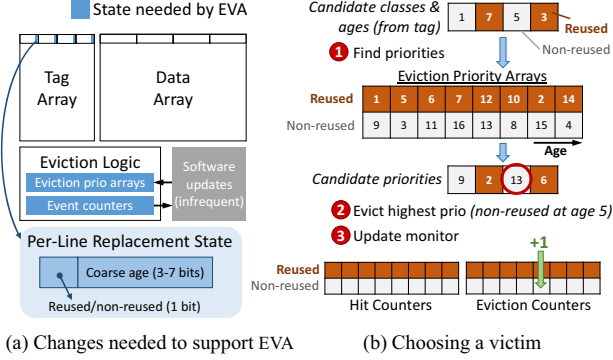 State needed by EVA
Tag
Array
Data
Array
Eviction Logic
Eviction prio arrays
Event counters
Software
updates
(infrequent)
Per-Line Replacement State
Coarse age (3-7 bits)
Reused/non-reused (1 bit)
(a) Changes needed to support EVA
Candidate classes &
ages (from tag)
1 7 5 3
Reused
Non-reused
1 Find priorities
Eviction Priority Arrays
Reused 1 5 6 7 12 10 2 14
Non-reused 9 3 11 16 13 8 15 4
Age
Candidate priorities 9 2 13 6
2 Evict highest prio (non-reused at age 5)
3 Update monitor
+1
Reused
Non-reused
Hit Counters
Eviction Counters
(b) Choosing a victim